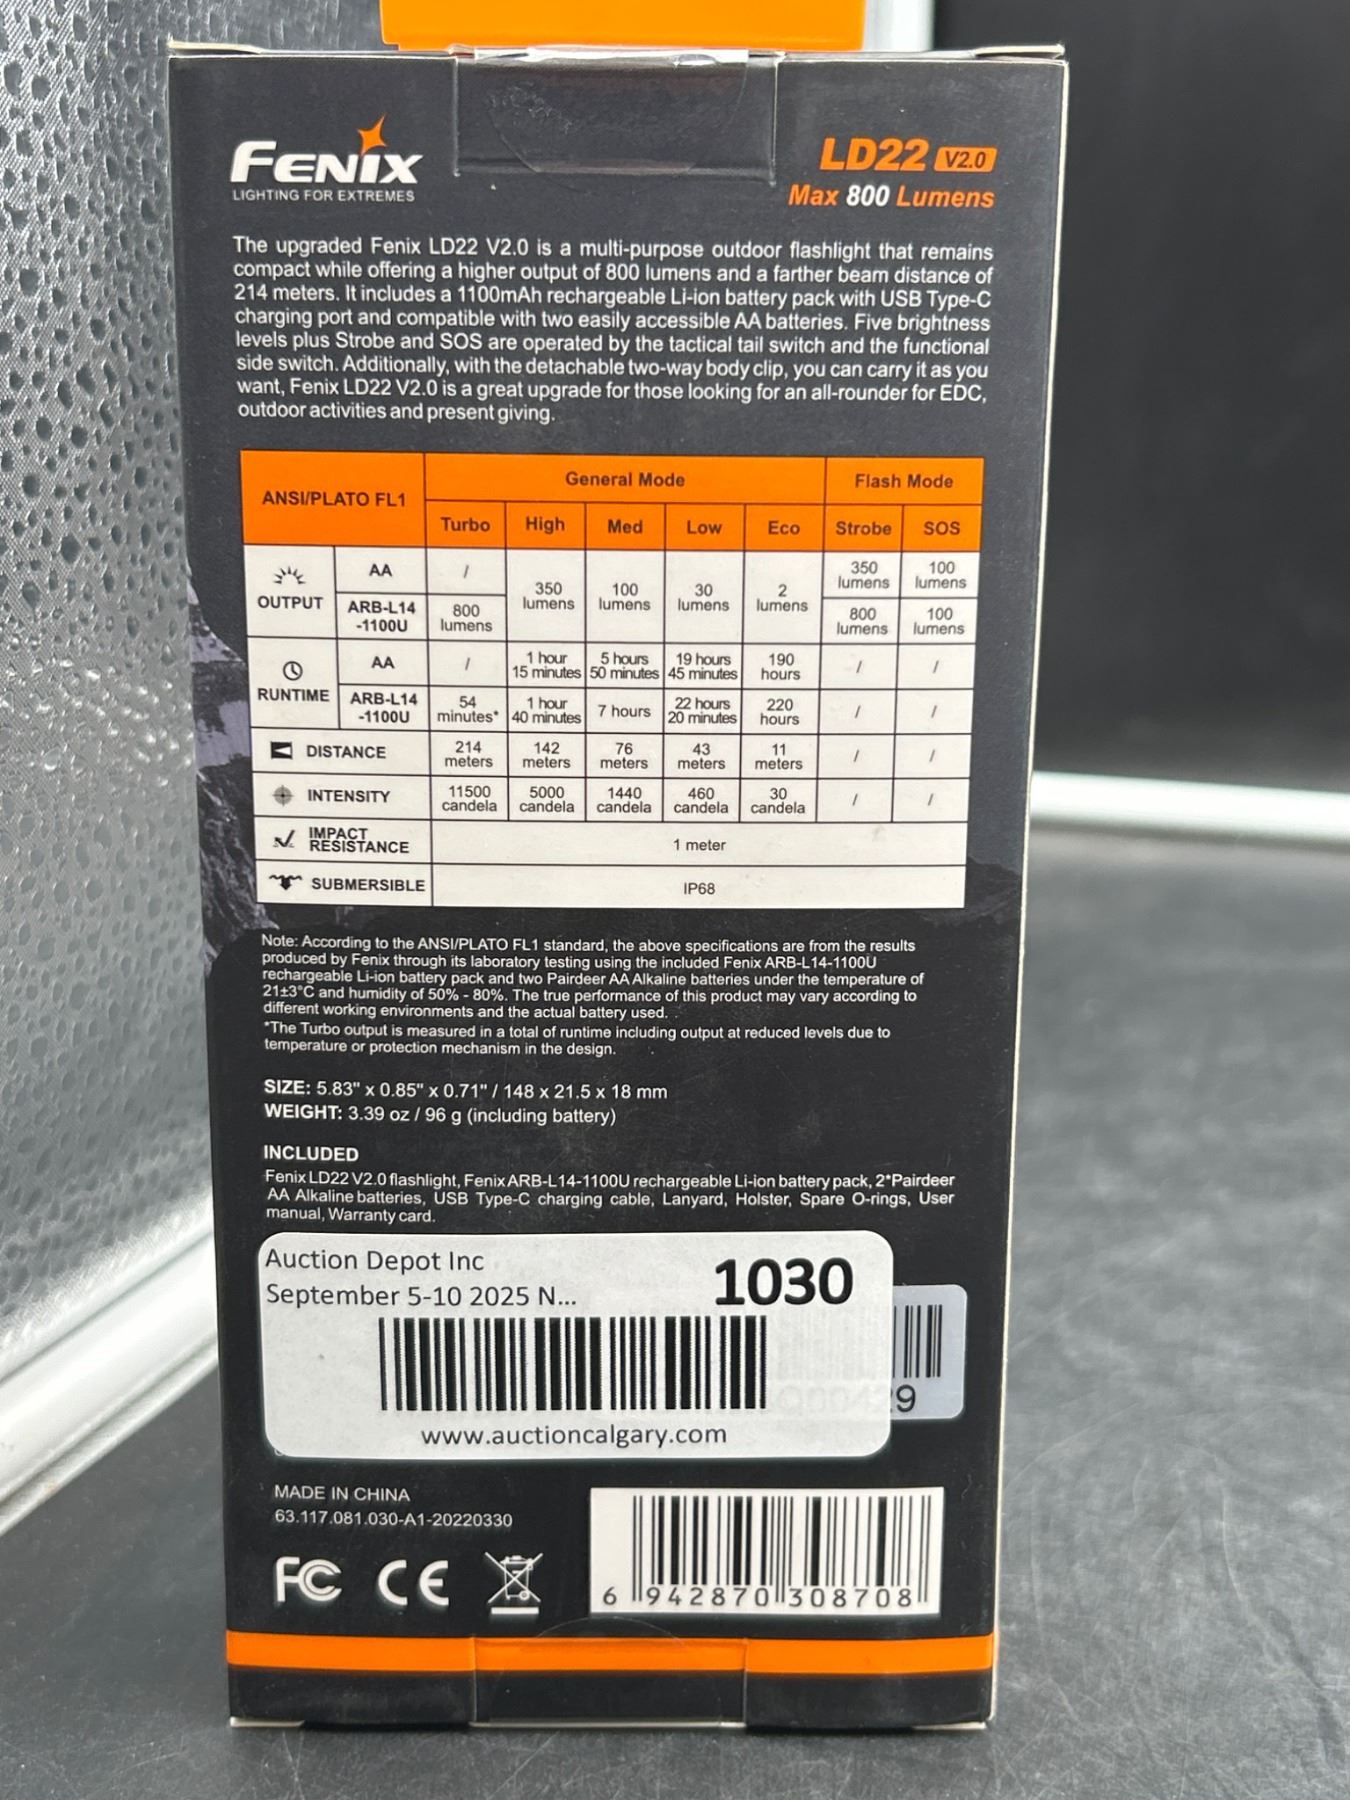 FENIX
LIGHTING FOR EXTREMES
LD22 V2.0
Max 800 Lumens
The upgraded Fenix LD22 V2.0 is a multi-purpose outdoor flashlight that remains
compact while offering a higher output of 800 lumens and a farther beam distance of
214 meters. It includes a 1100mAh rechargeable Li-ion battery pack with USB Type-C
charging port and compatible with two easily accessible AA batteries. Five brightness
levels plus Strobe and SOS are operated by the tactical tail switch and the functional
side switch. Additionally, with the detachable two-way body clip, you can carry it as you
want, Fenix LD22 V2.0 is a great upgrade for those looking for an all-rounder for EDC,
outdoor activities and present giving.
ANSI/PLATO FL1 General Mode Flash Mode
Turbo High Med Low Eco Strobe SOS
OUTPUT AA / 350 lumens 100 lumens 30 lumens 2 lumens 350 lumens 100 lumens
ARB-L14-1100U 800 lumens 800 lumens 100 lumens
RUNTIME AA / 1 hour 15 minutes 5 hours 50 minutes 19 hours 45 minutes 190 hours / /
ARB-L14-1100U 54 minutes* 1 hour 40 minutes 7 hours 22 hours 20 minutes 220 hours / /
DISTANCE 214 meters 142 meters 76 meters 43 meters 11 meters / /
INTENSITY 11500 candela 5000 candela 1440 candela 460 candela 30 candela / /
IMPACT RESISTANCE 1 meter
SUBMERSIBLE IP68
Note: According to the ANSI/PLATO FL1 standard, the above specifications are from the results
produced by Fenix through its laboratory testing using the included Fenix ARB-L14-1100U
rechargeable Li-ion battery pack and two Pairdeer AA Alkaline batteries under the temperature of
21±3°C and humidity of 50% - 80%. The true performance of this product may vary according to
different working environments and the actual battery used.
*The Turbo output is measured in a total of runtime including output at reduced levels due to
temperature or protection mechanism in the design.
SIZE: 5.83" x 0.85" x 0.71" / 148 x 21.5 x 18 mm
WEIGHT: 3.39 oz / 96 g (including battery)
INCLUDED
Fenix LD22 V2.0 flashlight, Fenix ARB-L14-1100U rechargeable Li-ion battery pack, 2*Pairdeer
AA Alkaline batteries, USB Type-C charging cable, Lanyard, Holster, Spare O-rings, User
manual, Warranty card.
Auction Depot Inc
September 5-10 2025 N...
1030
www.auctioncalgary.com
9
MADE IN CHINA
63.117.081.030-A1-20220330
FC CE
6 942870 308708